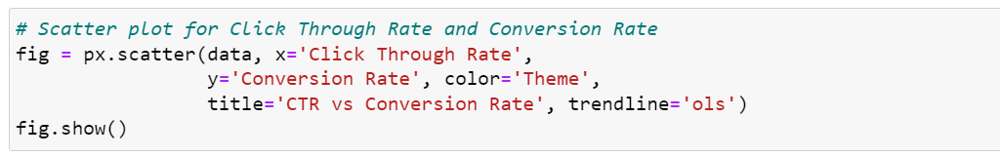 # Scatter plot for Click Through Rate and Conversion Rate
fig = px.scatter(data, x='Click Through Rate',
                 y='Conversion Rate', color='Theme',
                 title='CTR vs Conversion Rate', trendline='ols')
fig.show()